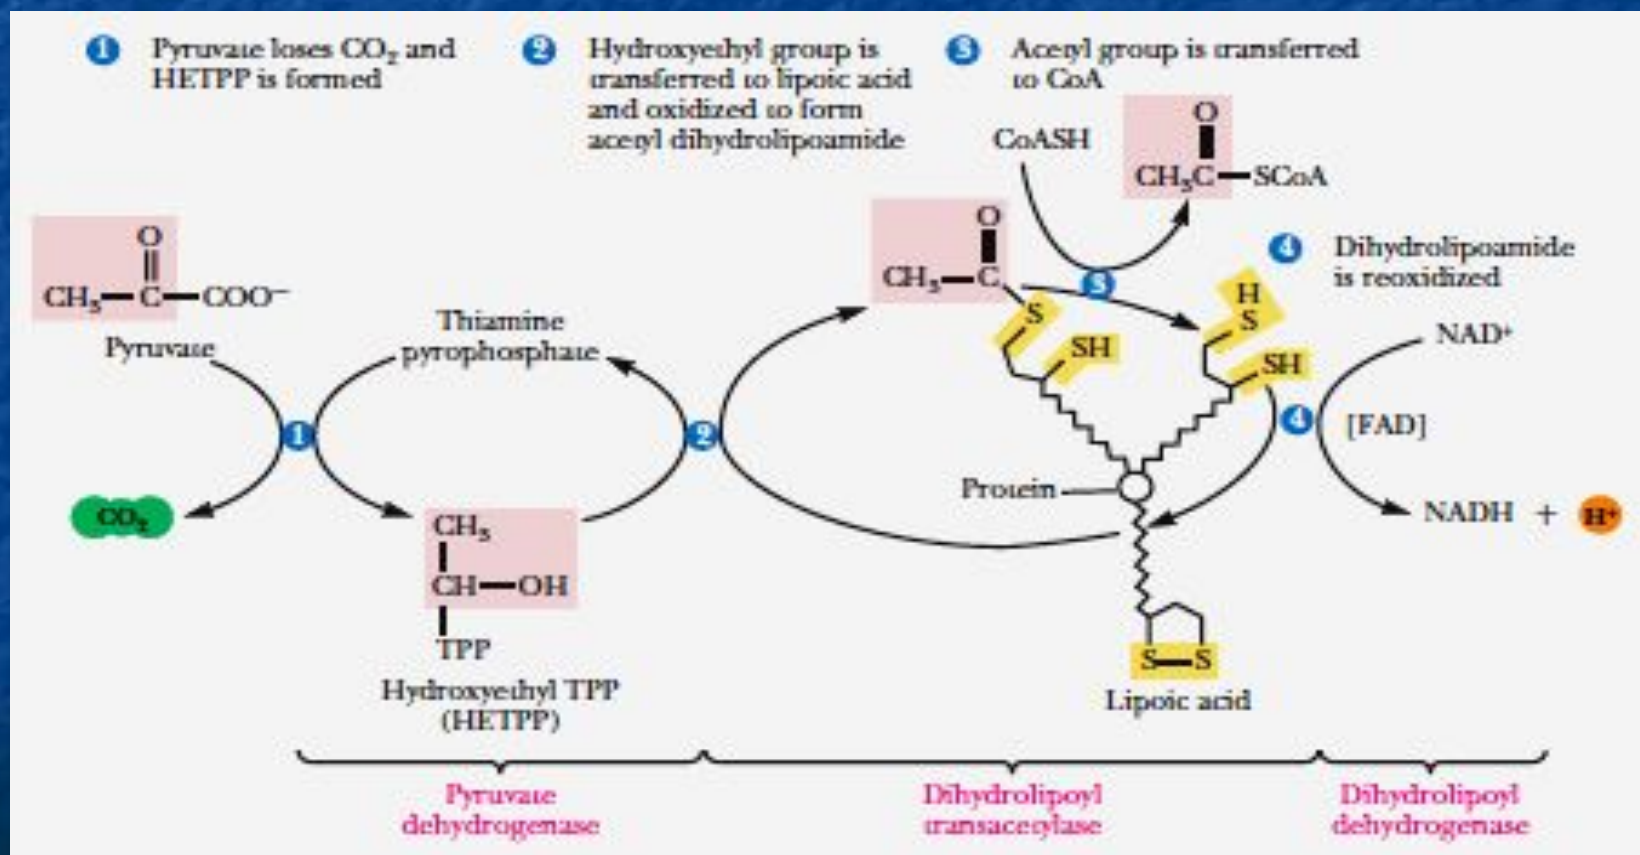 1 Pyruvate loses CO₂ and
HETPP is formed
2 Hydroxyethyl group is
transferred to lipoic acid
and oxidized to form
acetyl dihydrolipoamide
3 Acetyl group is transferred
to CoA
CoASH
O
CH₃C—SCoA
O
CH₃—C—COO⁻
Pyruvate
Thiamine
pyrophosphate
O
CH₃—C
S
SH
3
H
S
SH
4 Dihydrolipoamide
is reoxidized
NAD⁺
[FAD]
NADH + H⁺
1
2
4
CO₂
Protein
CH₃
CH—OH
TPP
Hydroxyethyl TPP
(HETPP)
S—S
Lipoic acid
Pyruvate
dehydrogenase
Dihydrolipoyl
transacetylase
Dihydrolipoyl
dehydrogenase